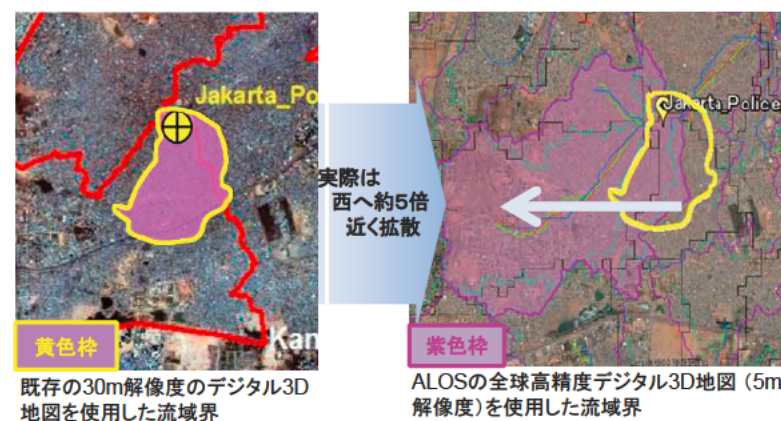 Jakarta_Po
Jakarta_Police
実際は
西へ約5倍
近く拡散
黄色枠
Kan
紫色枠
既存の30m解像度のデジタル3D
地図を使用した流域界
ALOSの全球高精度デジタル3D地図（5m
解像度）を使用した流域界